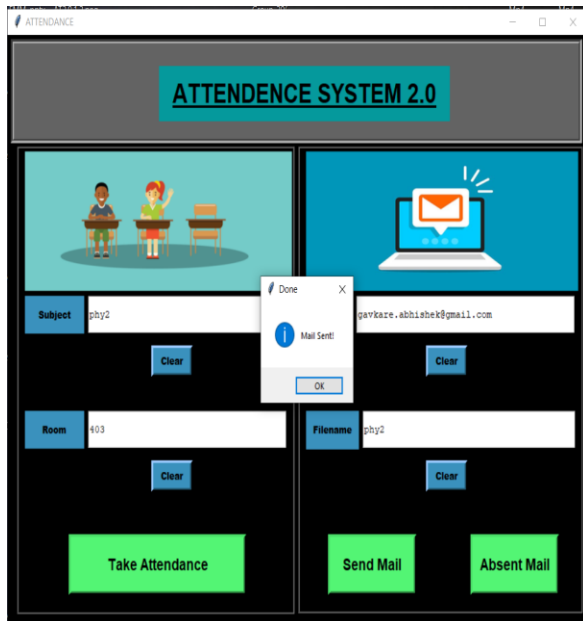 ATTENDANCE
ATTENDENCE SYSTEM 2.0
Done
Mail Sent!
OK
Subject
phy2
gavkare.abhishek@gmail.com
Clear
Clear
Room
403
Filename
phy2
Clear
Clear
Take Attendance
Send Mail
Absent Mail